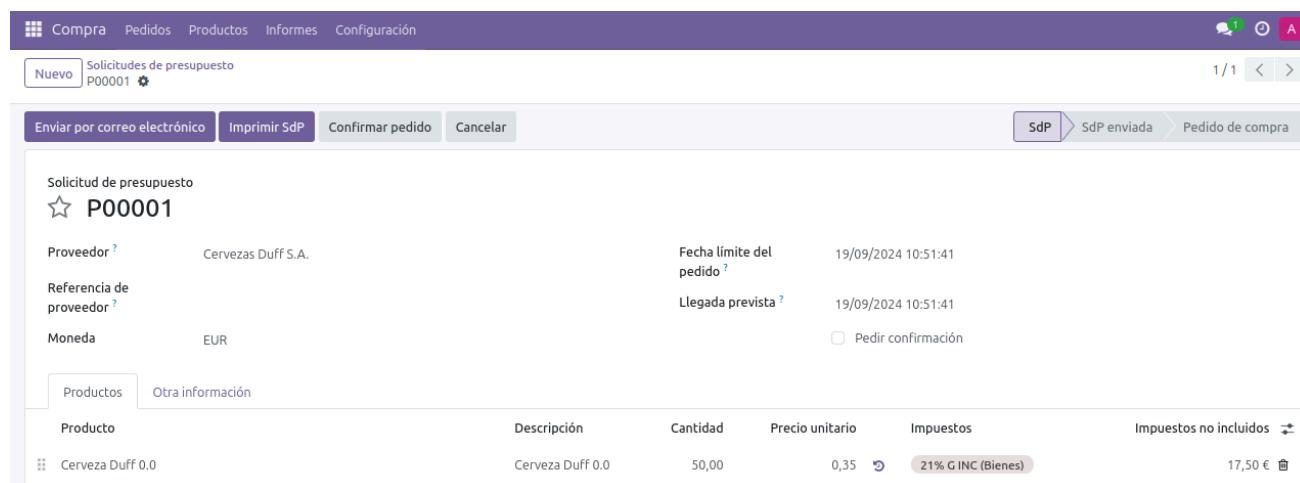 Compra Pedidos Productos Informes Configuración 1 A
Nuevo Solicitudes de presupuesto
P00001
1 / 1
Enviar por correo electrónico Imprimir SdP Confirmar pedido Cancelar SdP SdP enviada Pedido de compra
Solicitud de presupuesto
P00001
Proveedor ? Cervezas Duff S.A.
Referencia de
proveedor ?
Moneda EUR
Fecha límite del
pedido ? 19/09/2024 10:51:41
Llegada prevista ? 19/09/2024 10:51:41
Pedir confirmación
Productos Otra información
Producto Descripción Cantidad Precio unitario Impuestos Impuestos no incluidos
Cerveza Duff 0.0 Cerveza Duff 0.0 50,00 0,35 21% G INC (Bienes) 17,50 €